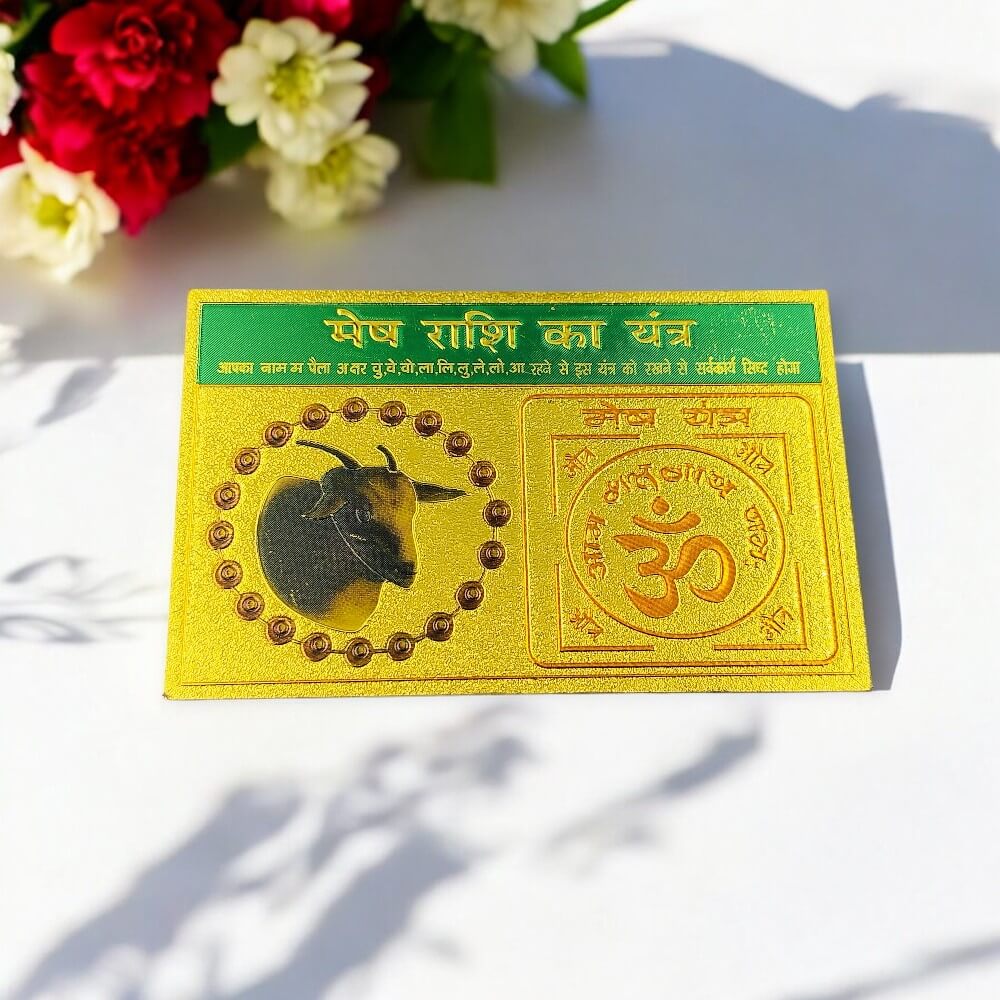 मेष राशि का यंत्र
आपका नाम म पैला अक्षर चु,वे,चो,ला,लि,लु,ले,लो,आ रहने से इस यंत्र को रखने से सर्वकार्य सिध्द होगा
मेष यंत्र
ॐ